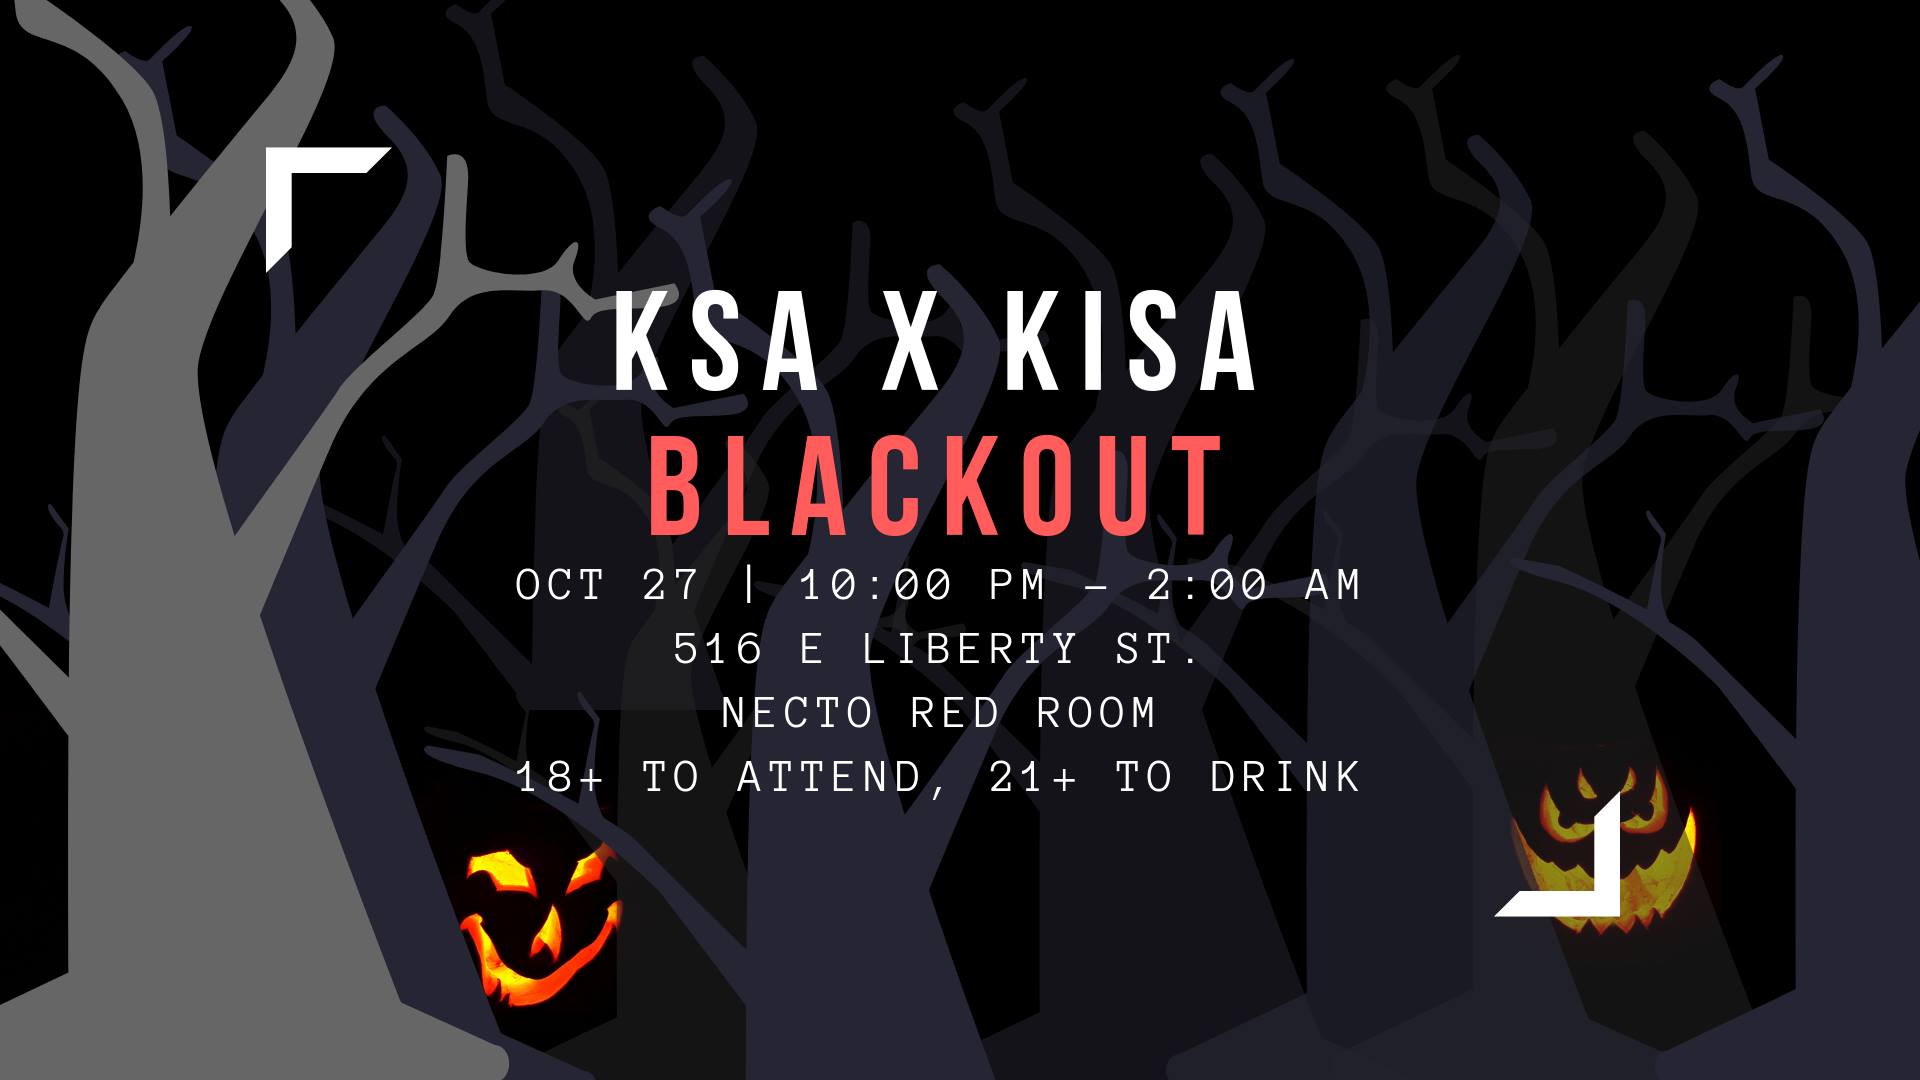 KSA X KISA
BLACKOUT
OCT 27 | 10:00 PM – 2:00 AM
516 E LIBERTY ST.
NECTO RED ROOM
18+ TO ATTEND, 21+ TO DRINK